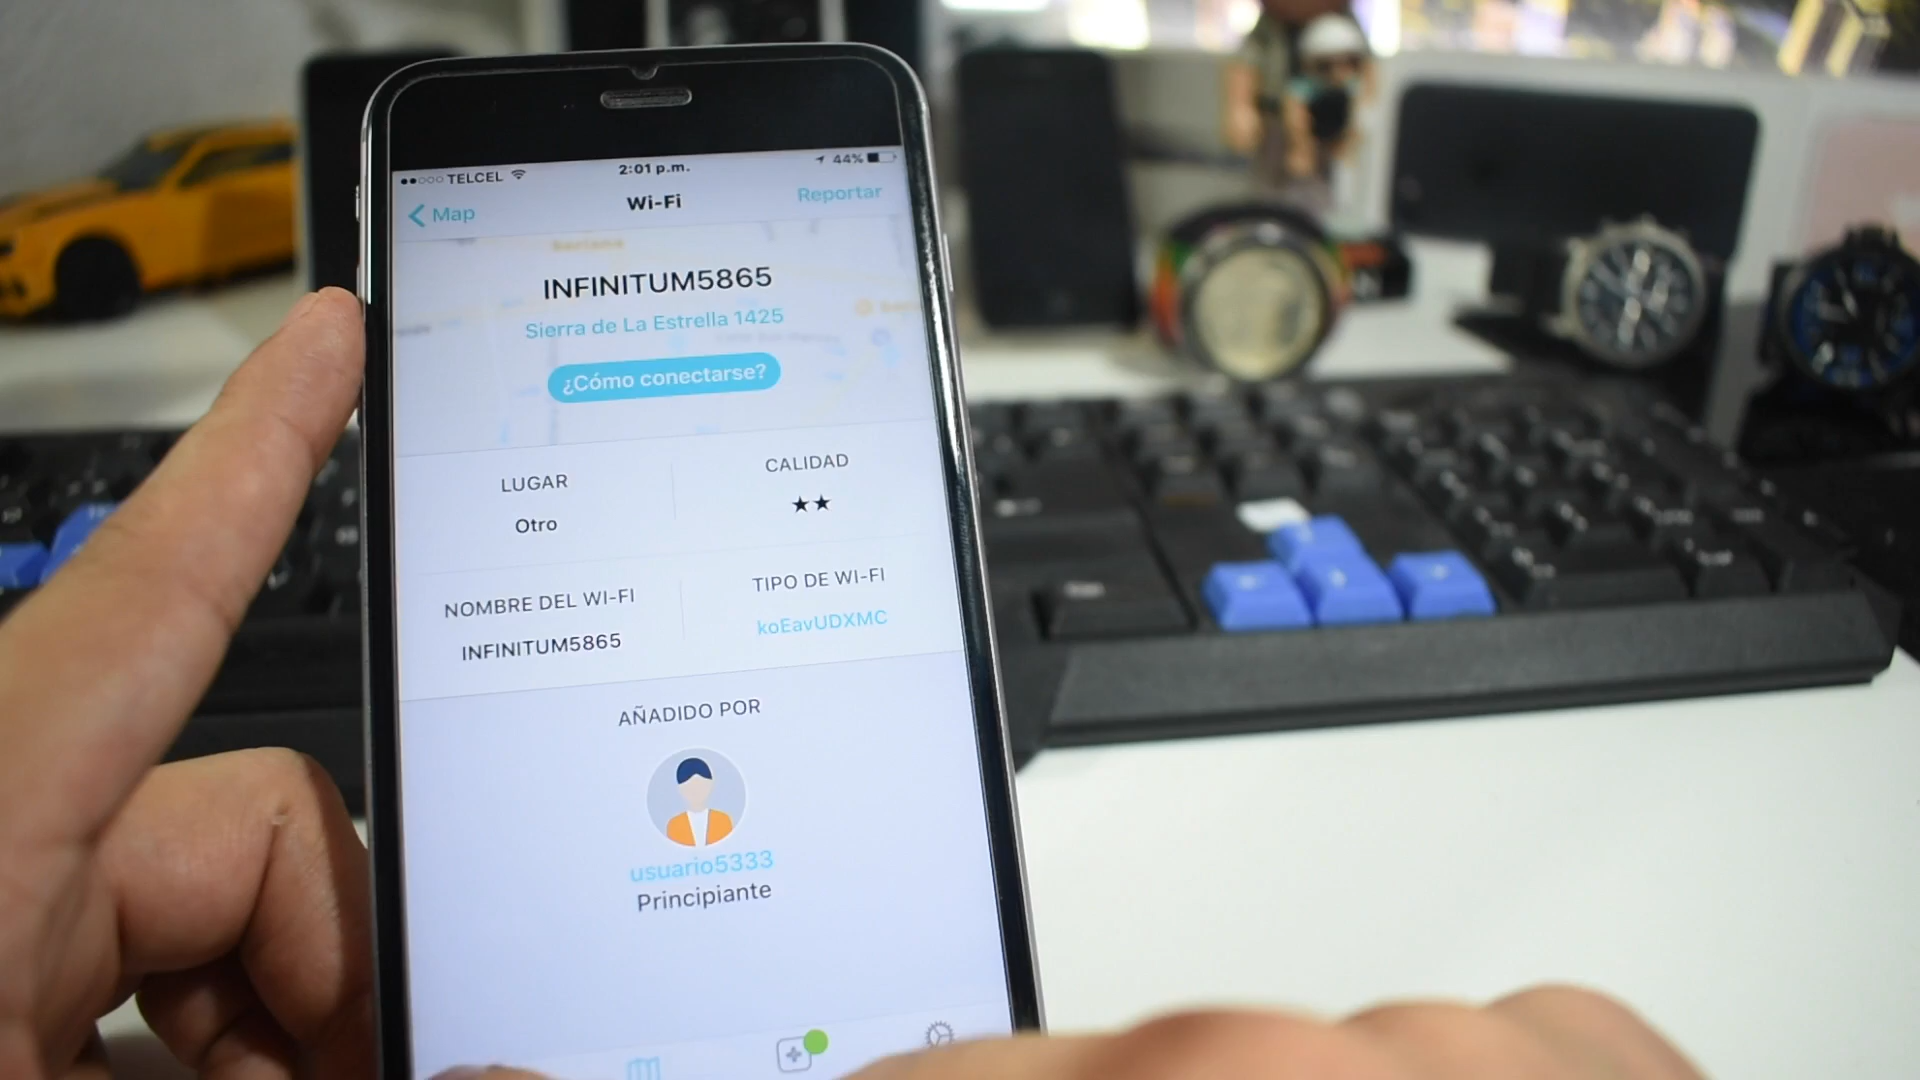 TELCEL
2:01 p.m.
44%
Map
Wi-Fi
Reportar
INFINITUM5865
Sierra de La Estrella 1425
¿Cómo conectarse?
LUGAR
CALIDAD
Otro
★★
NOMBRE DEL WI-FI
TIPO DE WI-FI
INFINITUM5865
koEavUDXMC
AÑADIDO POR
usuario5333
Principiante